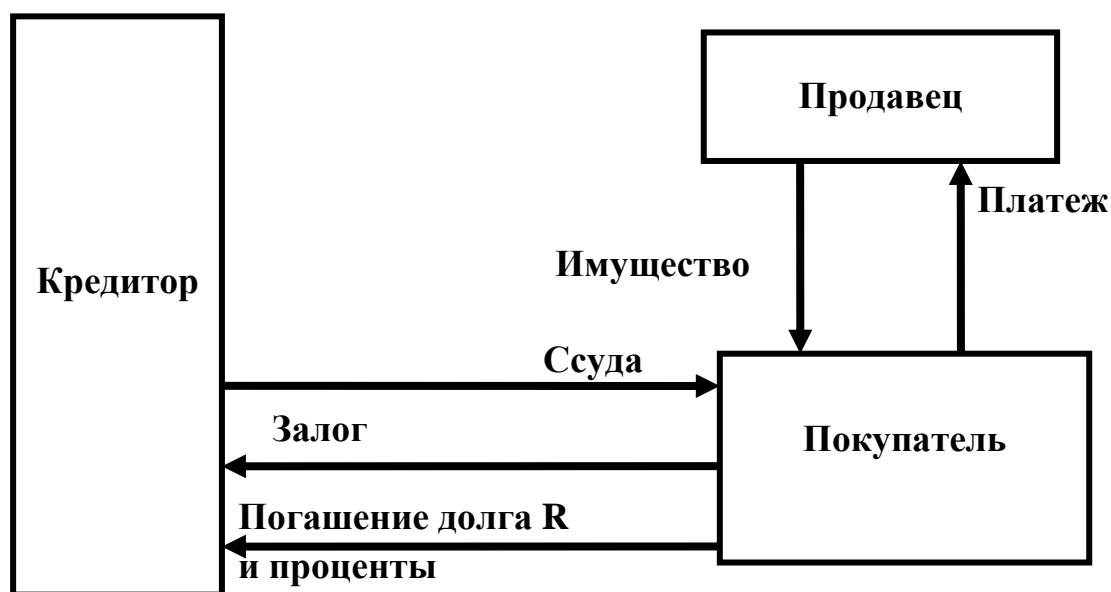 Продавец
Платеж
Имущество
Кредитор
Ссуда
Залог
Покупатель
Погашение долга R
и проценты